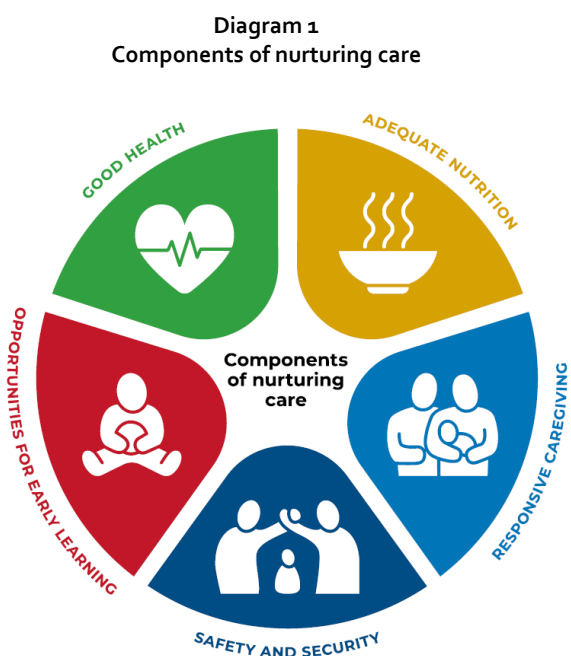 Diagram 1
Components of nurturing care
GOOD HEALTH
ADEQUATE NUTRITION
OPPORTUNITIES FOR EARLY LEARNING
Components
of nurturing
care
RESPONSIVE CAREGIVING
SAFETY AND SECURITY